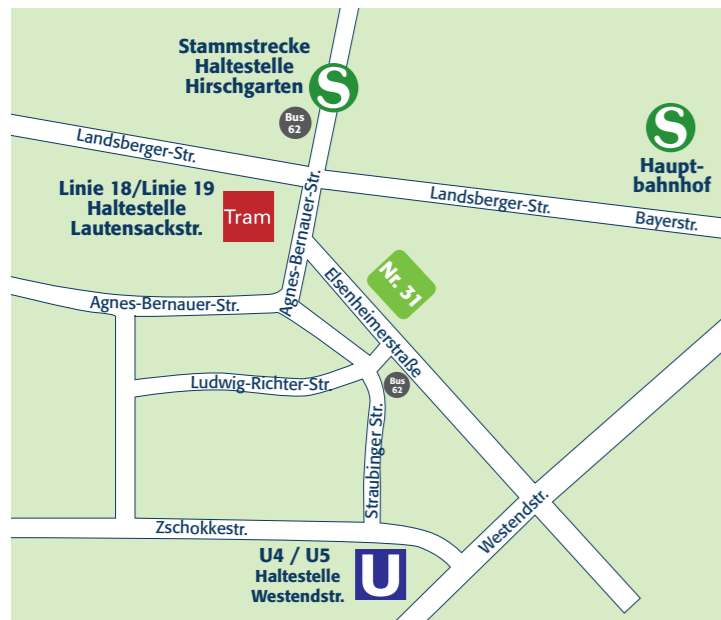 Stammstrecke
Haltestelle
Hirschgarten
S
Bus
62
S
Haupt-
bahnhof
Landsberger-Str.
Landsberger-Str.
Bayerstr.
Linie 18/Linie 19
Haltestelle
Lautensackstr.
Tram
Agnes-Bernauer-Str.
Nr. 31
Elsenheimerstraße
Agnes-Bernauer-Str.
Ludwig-Richter-Str.
Bus
62
Straubinger Str.
Zschokkestr.
Westendstr.
U4 / U5
Haltestelle
Westendstr.
U